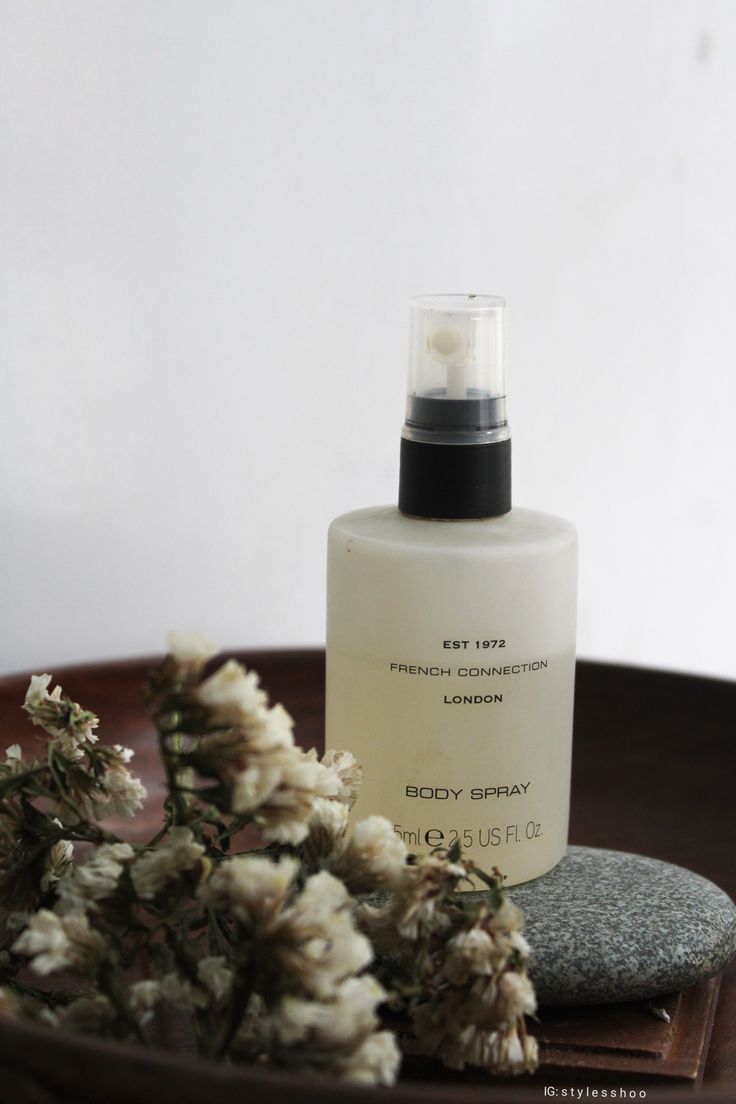 EST 1972
FRENCH CONNECTION
LONDON
BODY SPRAY
5ml e 2.5 US Fl. Oz.
IG:stylesshoo